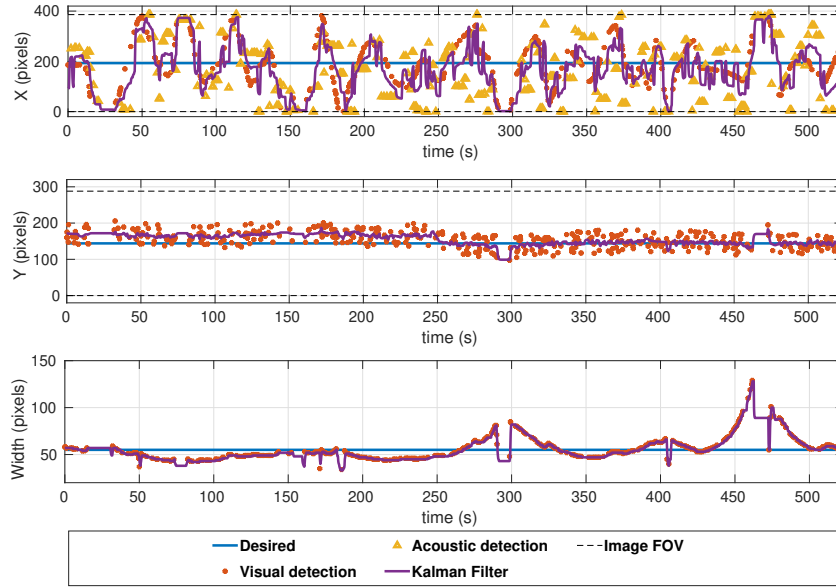 400
200
0
X (pixels)
0 50 100 150 200 250 300 350 400 450 500
time (s)
300
200
100
0
Y (pixels)
0 50 100 150 200 250 300 350 400 450 500
time (s)
150
100
50
Width (pixels)
0 50 100 150 200 250 300 350 400 450 500
time (s)
Desired Acoustic detection Image FOV
Visual detection Kalman Filter